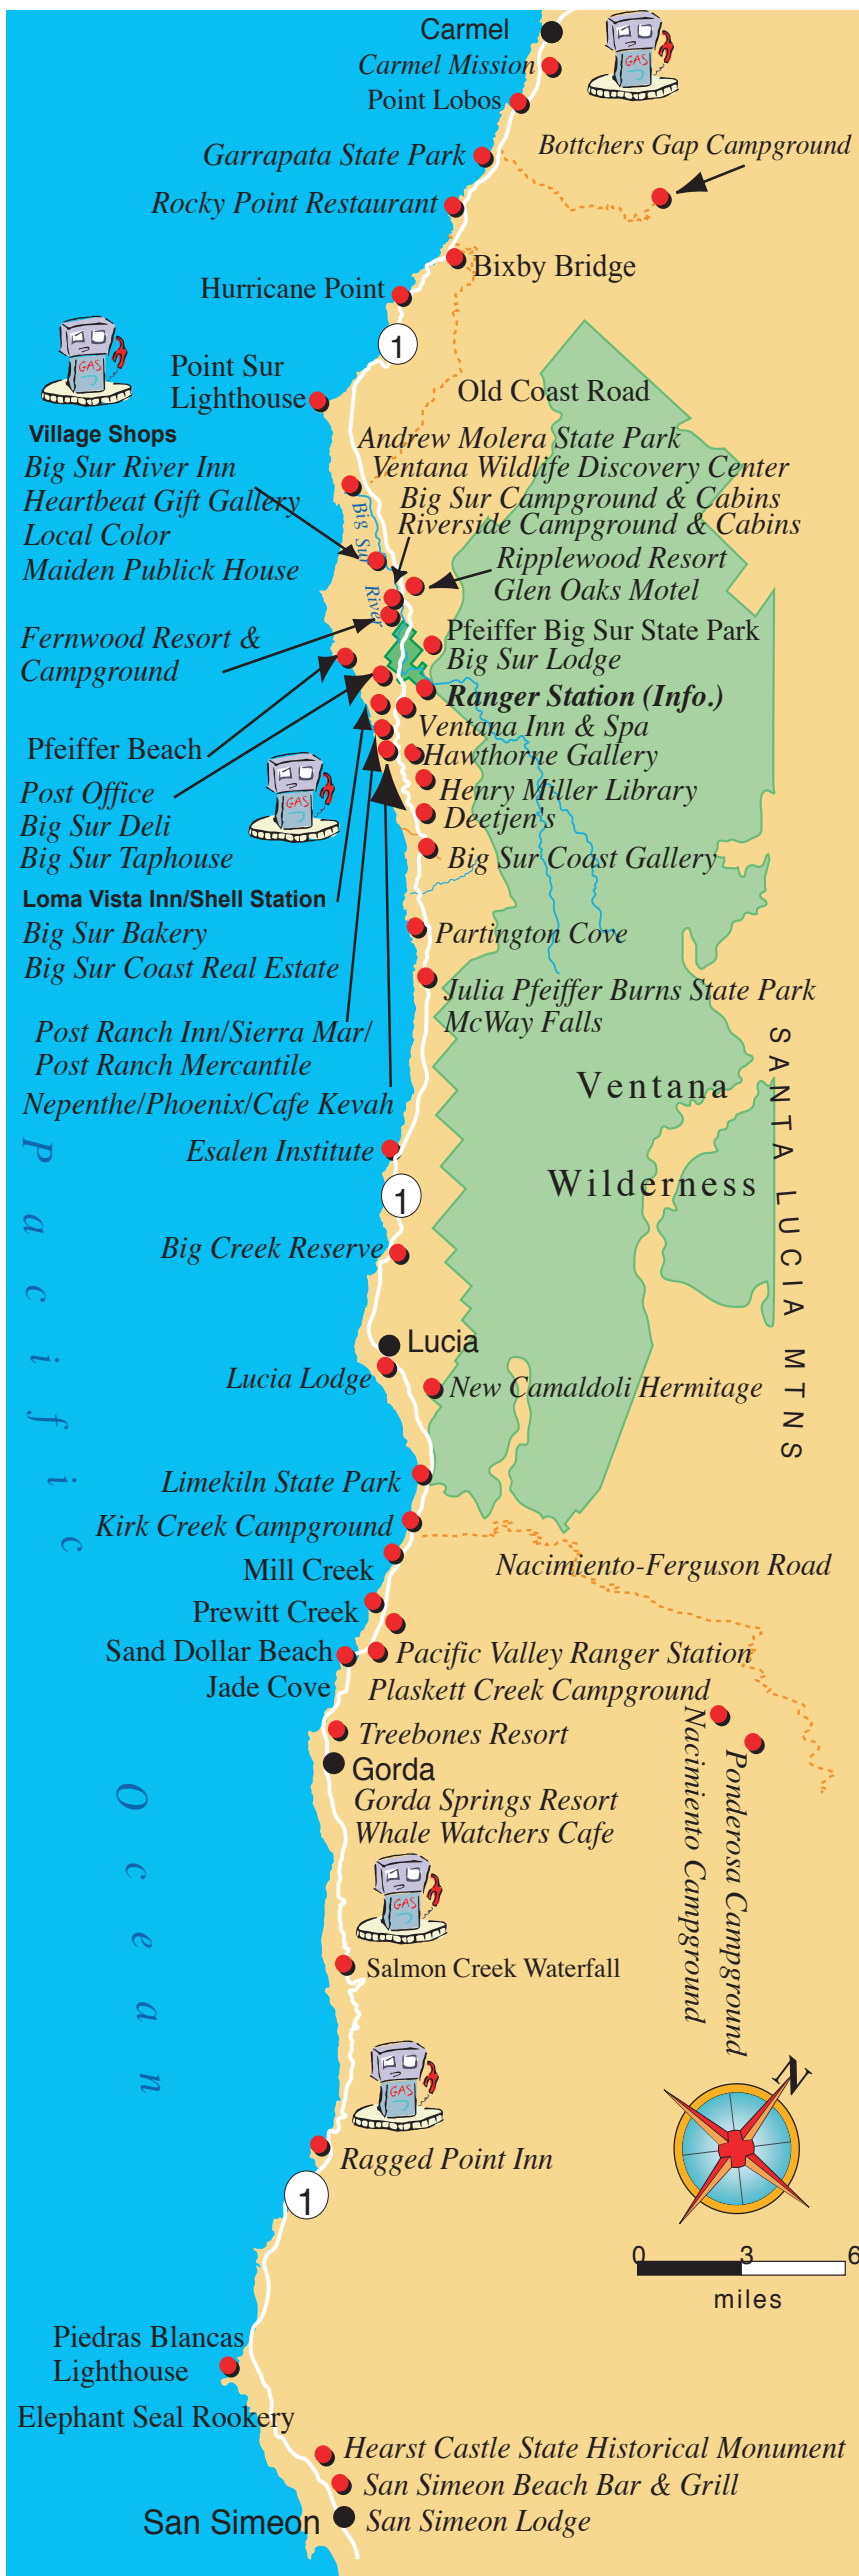 Carmel
GAS
Carmel Mission
Point Lobos
Bottchers Gap Campground
Garrapata State Park
Rocky Point Restaurant
Bixby Bridge
Hurricane Point
1
GAS
Point Sur
Lighthouse
Old Coast Road
Village Shops
Big Sur River Inn
Heartbeat Gift Gallery
Local Color
Maiden Publick House
Andrew Molera State Park
Ventana Wildlife Discovery Center
Big Sur Campground & Cabins
Riverside Campground & Cabins
Big Sur
River
Ripplewood Resort
Glen Oaks Motel
Fernwood Resort &
Campground
Pfeiffer Big Sur State Park
Big Sur Lodge
Ranger Station (Info.)
Ventana Inn & Spa
Pfeiffer Beach
Hawthorne Gallery
GAS
Post Office
Big Sur Deli
Big Sur Taphouse
Henry Miller Library
Deetjen's
Big Sur Coast Gallery
Loma Vista Inn/Shell Station
Big Sur Bakery
Big Sur Coast Real Estate
Partington Cove
Julia Pfeiffer Burns State Park
McWay Falls
Post Ranch Inn/Sierra Mar/
Post Ranch Mercantile
Nepenthe/Phoenix/Cafe Kevah
Ventana
Wilderness
SANTA LUCIA MTNS
Esalen Institute
1
Big Creek Reserve
Lucia
Lucia Lodge
New Camaldoli Hermitage
Pacific
Ocean
Limekiln State Park
Kirk Creek Campground
Nacimiento-Ferguson Road
Mill Creek
Prewitt Creek
Sand Dollar Beach
Pacific Valley Ranger Station
Jade Cove
Plaskett Creek Campground
Treebones Resort
Nacimiento Campground
Ponderosa Campground
Gorda
Gorda Springs Resort
Whale Watchers Cafe
GAS
Salmon Creek Waterfall
GAS
Ragged Point Inn
1
N
0 3 6
miles
Piedras Blancas
Lighthouse
Elephant Seal Rookery
Hearst Castle State Historical Monument
San Simeon Beach Bar & Grill
San Simeon
San Simeon Lodge